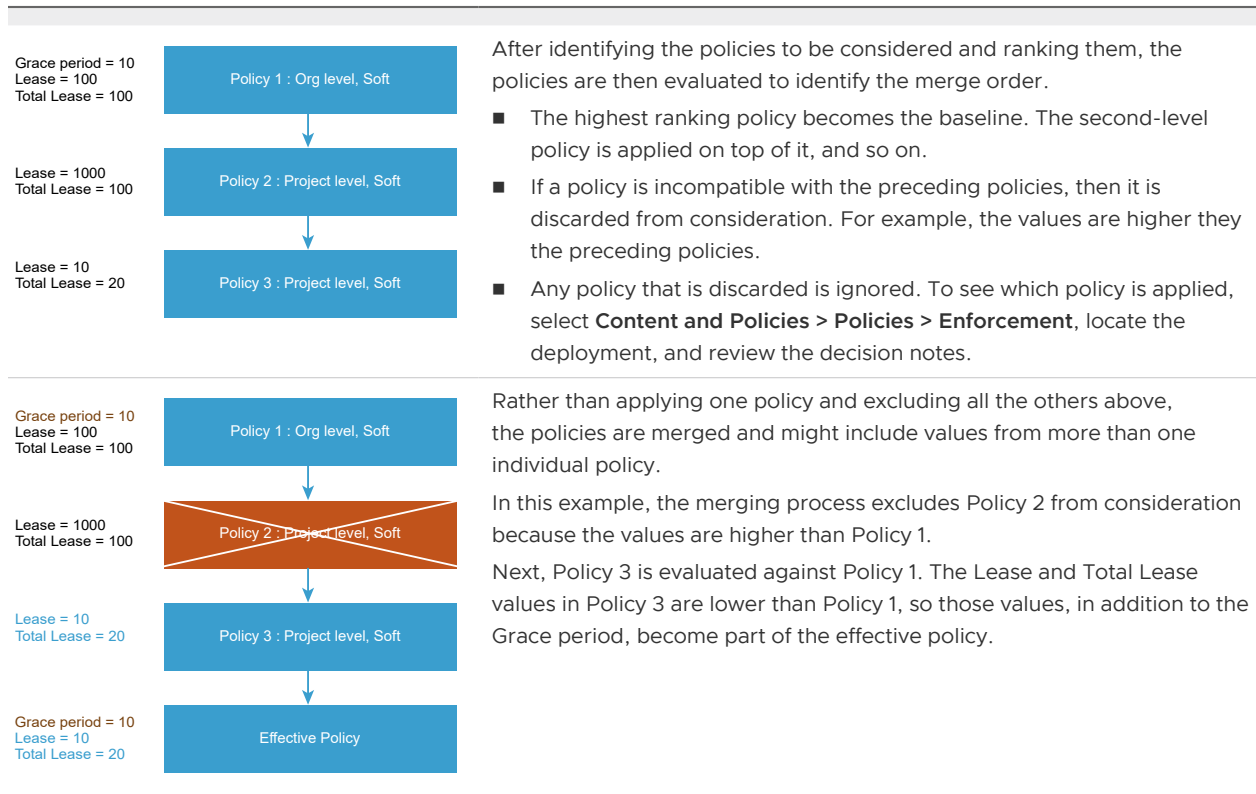 Grace period = 10
Lease = 100
Total Lease = 100
Policy 1 : Org level, Soft
Lease = 1000
Total Lease = 100
Policy 2 : Project level, Soft
Lease = 10
Total Lease = 20
Policy 3 : Project level, Soft
After identifying the policies to be considered and ranking them, the
policies are then evaluated to identify the merge order.
■ The highest ranking policy becomes the baseline. The second-level
policy is applied on top of it, and so on.
■ If a policy is incompatible with the preceding policies, then it is
discarded from consideration. For example, the values are higher they
the preceding policies.
■ Any policy that is discarded is ignored. To see which policy is applied,
select Content and Policies > Policies > Enforcement, locate the
deployment, and review the decision notes.
Grace period = 10
Lease = 100
Total Lease = 100
Policy 1 : Org level, Soft
Lease = 1000
Total Lease = 100
Policy 2 : Project level, Soft
Lease = 10
Total Lease = 20
Policy 3 : Project level, Soft
Grace period = 10
Lease = 10
Total Lease = 20
Effective Policy
Rather than applying one policy and excluding all the others above,
the policies are merged and might include values from more than one
individual policy.
In this example, the merging process excludes Policy 2 from consideration
because the values are higher than Policy 1.
Next, Policy 3 is evaluated against Policy 1. The Lease and Total Lease
values in Policy 3 are lower than Policy 1, so those values, in addition to the
Grace period, become part of the effective policy.